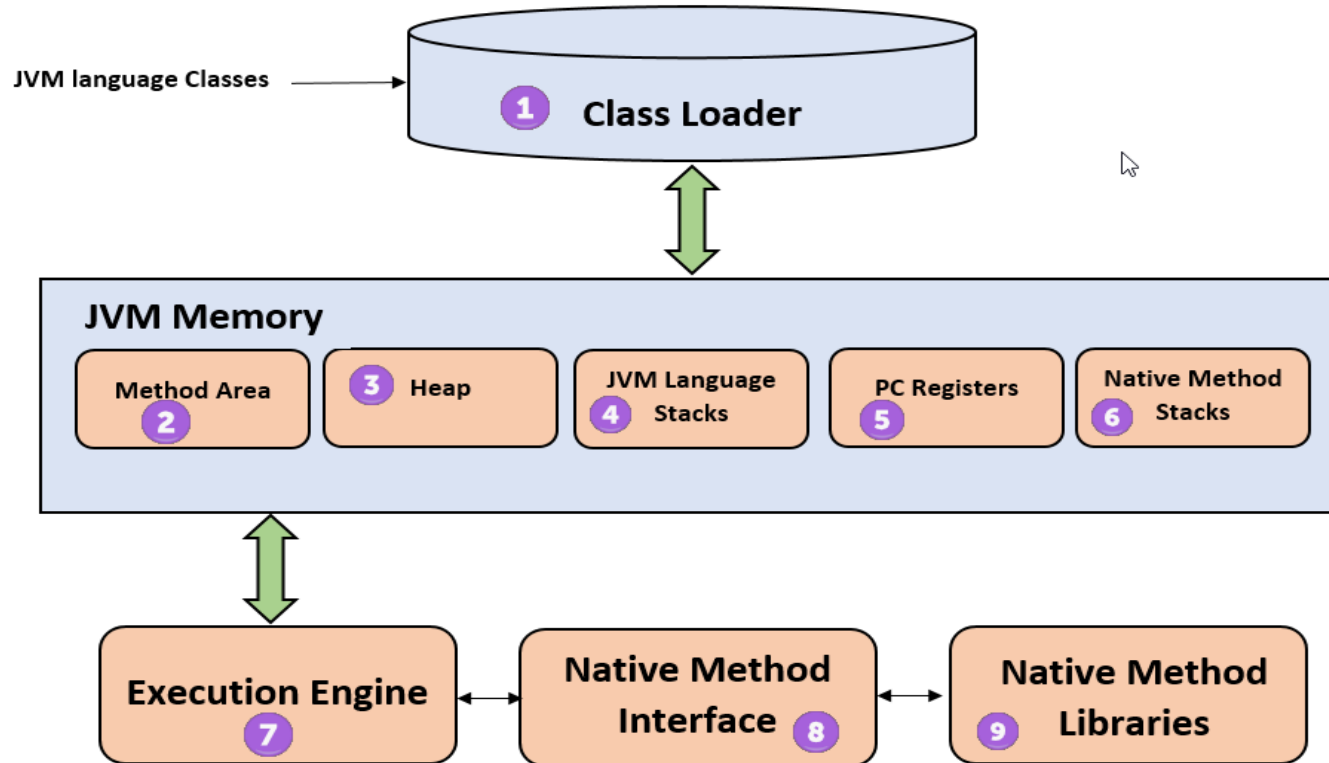 JVM language Classes
1 Class Loader
JVM Memory
Method Area
2
3 Heap
JVM Language
4 Stacks
PC Registers
5
Native Method
6 Stacks
Execution Engine
7
Native Method
Interface 8
Native Method
9 Libraries